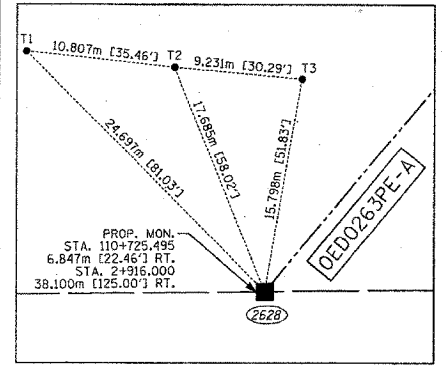 T1
10.807m [35.46']
T2
9.231m [30.29']
T3
24.697m [81.03']
17.685m [58.02']
15.798m [51.83']
PROP. MON.
STA. 110+725.495
6.847m [22.46'] RT.
STA. 2+916.000
38.100m [125.00'] RT.
0ED0263PE-A
2628